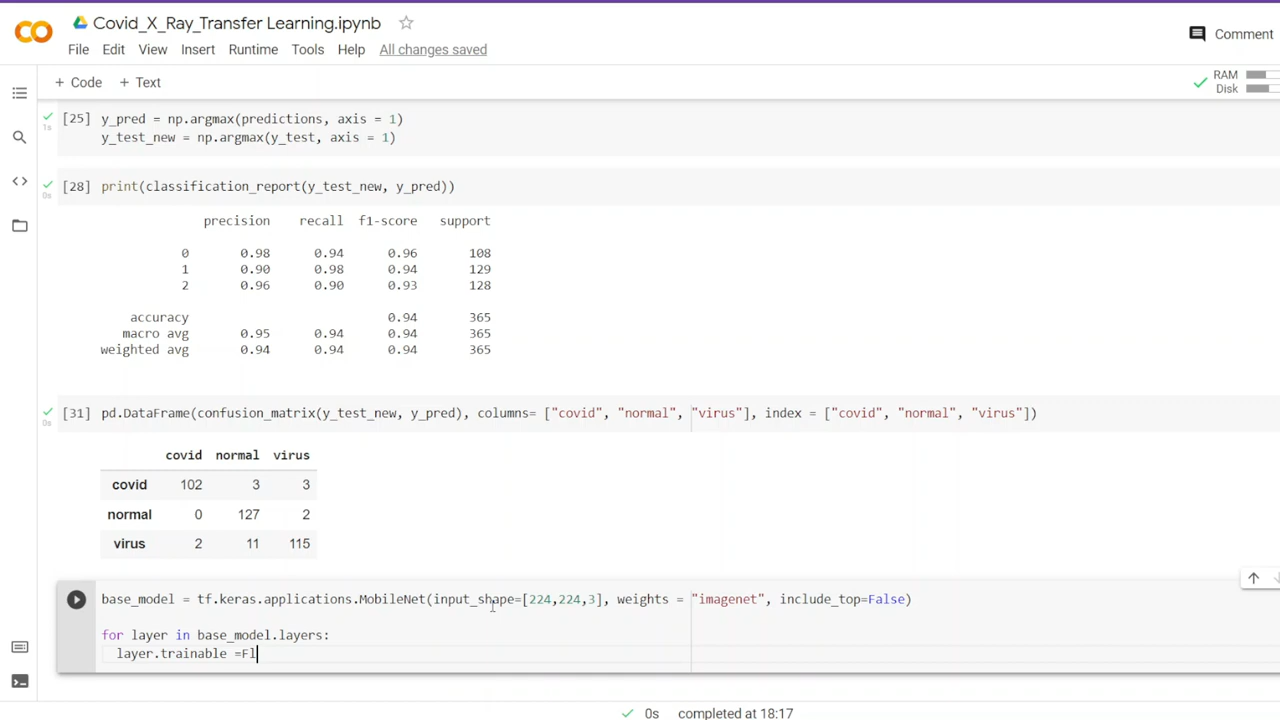 Covid_X_Ray_Transfer Learning.ipynb
File Edit View Insert Runtime Tools Help All changes saved
Comment
+ Code + Text
RAM
Disk
[25] y_pred = np.argmax(predictions, axis = 1)
1s
y_test_new = np.argmax(y_test, axis = 1)
[28] print(classification_report(y_test_new, y_pred))
0s
precision recall f1-score support
0 0.98 0.94 0.96 108
1 0.90 0.98 0.94 129
2 0.96 0.90 0.93 128
accuracy 0.94 365
macro avg 0.95 0.94 0.94 365
weighted avg 0.94 0.94 0.94 365
[31] pd.DataFrame(confusion_matrix(y_test_new, y_pred), columns= ["covid", "normal", "virus"], index = ["covid", "normal", "virus"])
0s
covid normal virus
covid 102 3 3
normal 0 127 2
virus 2 11 115
base_model = tf.keras.applications.MobileNet(input_shape=[224,224,3], weights = "imagenet", include_top=False)
for layer in base_model.layers:
layer.trainable =Fl
0s completed at 18:17